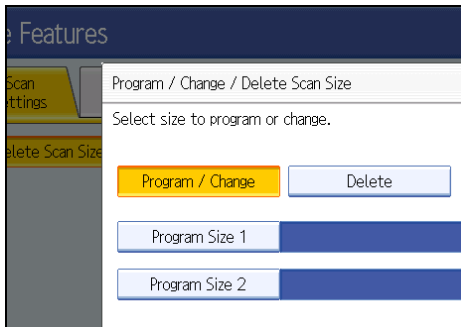 e Features
Scan
ettings
Program / Change / Delete Scan Size
Select size to program or change.
elete Scan Size
Program / Change
Delete
Program Size 1
Program Size 2